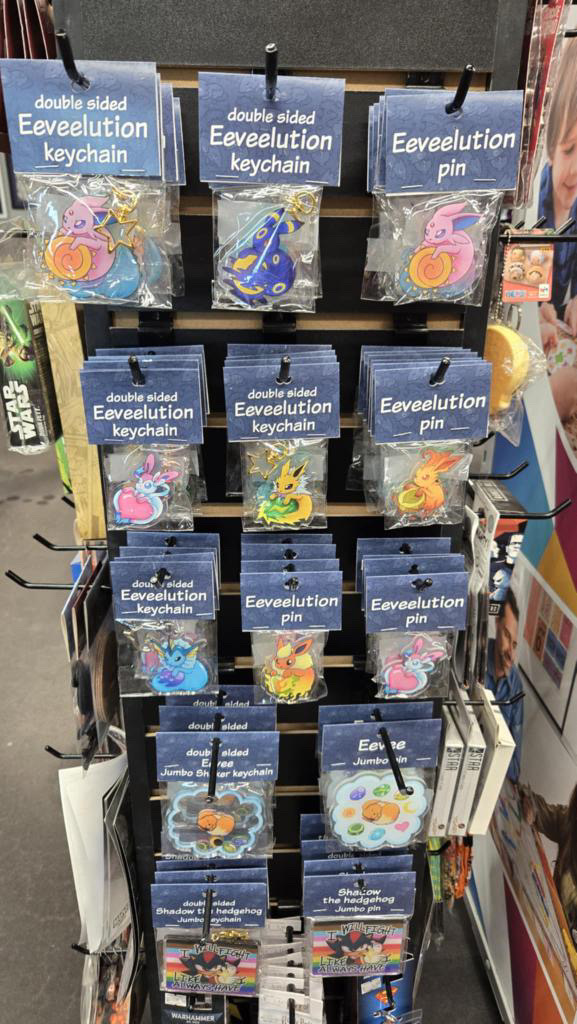 double sided
Eeveelution
keychain
double sided
Eeveelution
keychain
Eeveelution
pin
STAR
WARS
double sided
Eeveelution
keychain
double sided
Eeveelution
keychain
Eeveelution
pin
double sided
Eeveelution
keychain
Eeveelution
pin
Eeveelution
pin
double sided
Eevee
Jumbo Shaker keychain
Eevee
Jumbo pin
double sided
Shadow the hedgehog
Jumbo keychain
Shadow
the hedgehog
Jumbo pin
I WILL FIGHT
LIKE
ALWAYS HAVE
I WILL FIGHT
LIKE
ALWAYS HAVE
WARHAMMER